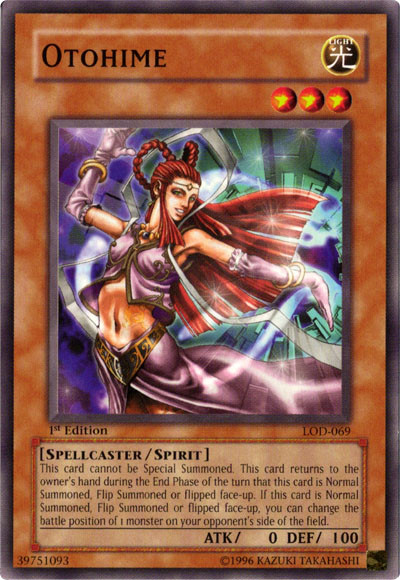 OTOHIME
LIGHT
光
1st Edition
LOD-069
[SPELLCASTER/SPIRIT]
This card cannot be Special Summoned. This card returns to the
owner's hand during the End Phase of the turn that this card is Normal
Summoned, Flip Summoned or flipped face-up. If this card is Normal
Summoned, Flip Summoned or flipped face-up, you can change the
battle position of 1 monster on your opponent's side of the field.
ATK/ 0 DEF/ 100
39751093
©1996 KAZUKI TAKAHASHI